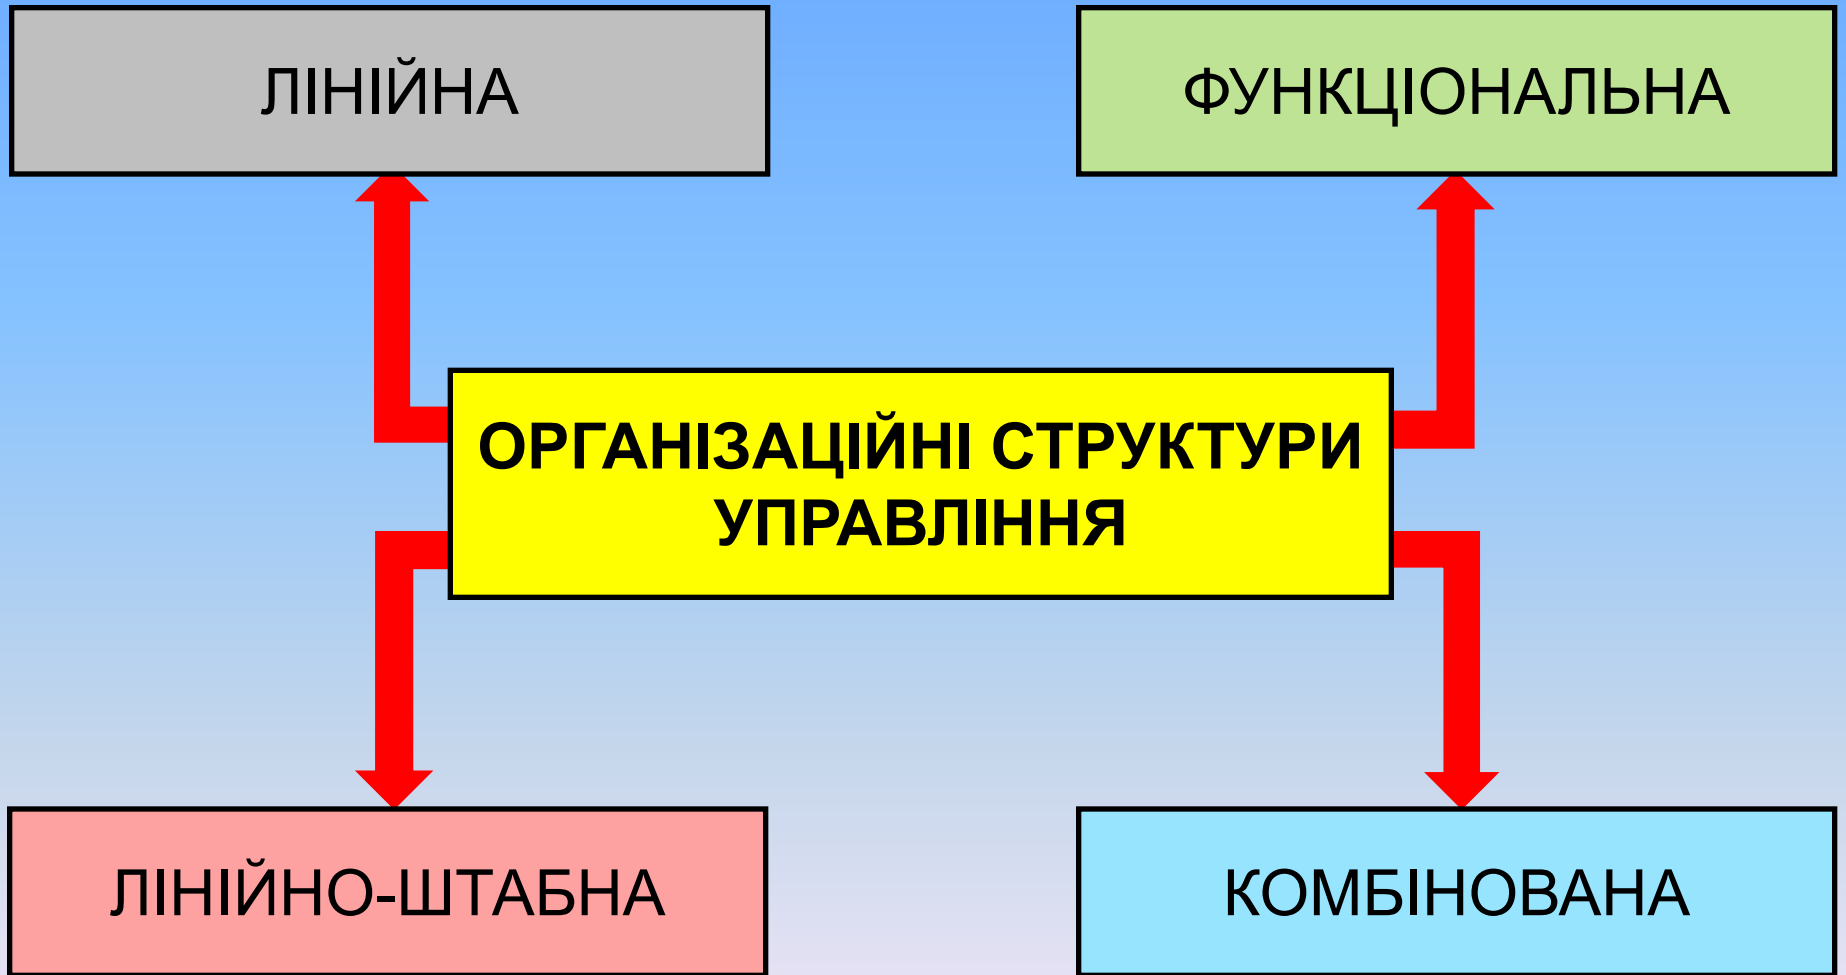 ЛІНІЙНА
ФУНКЦІОНАЛЬНА
ОРГАНІЗАЦІЙНІ СТРУКТУРИ
УПРАВЛІННЯ
ЛІНІЙНО-ШТАБНА
КОМБІНОВАНА